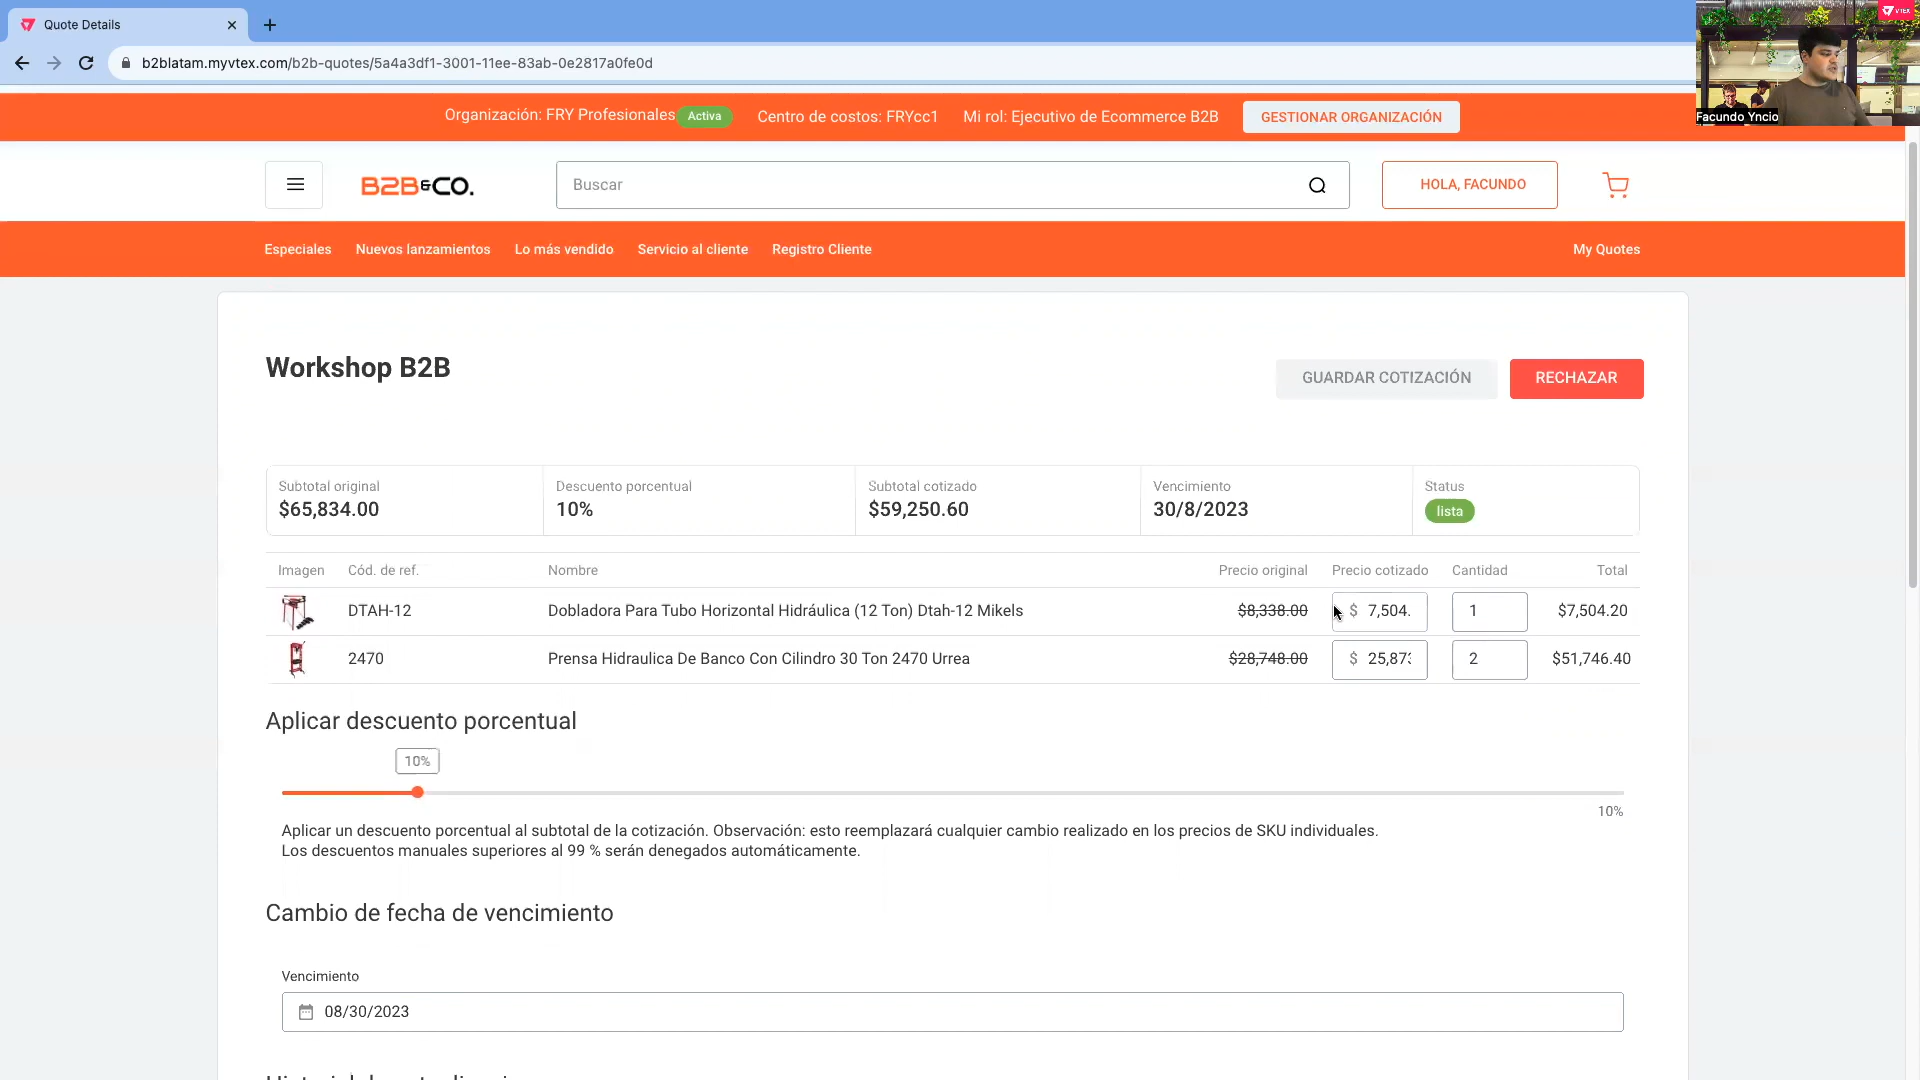 Quote Details
b2blatam.myvtex.com/b2b-quotes/5a4a3df1-3001-11ee-83ab-0e2817a0fe0d
VTEX
Facundo Yncio
Organización: FRY Profesionales Activa Centro de costos: FRYcc1 Mi rol: Ejecutivo de Ecommerce B2B GESTIONAR ORGANIZACIÓN
B2B&CO. Buscar HOLA, FACUNDO
Especiales Nuevos lanzamientos Lo más vendido Servicio al cliente Registro Cliente My Quotes
Workshop B2B
GUARDAR COTIZACIÓN RECHAZAR
Subtotal original Descuento porcentual Subtotal cotizado Vencimiento Status
$65,834.00 10% $59,250.60 30/8/2023 lista
Imagen Cód. de ref. Nombre Precio original Precio cotizado Cantidad Total
DTAH-12 Dobladora Para Tubo Horizontal Hidráulica (12 Ton) Dtah-12 Mikels $8,338.00 $ 7,504. 1 $7,504.20
2470 Prensa Hidraulica De Banco Con Cilindro 30 Ton 2470 Urrea $28,748.00 $ 25,873 2 $51,746.40
Aplicar descuento porcentual
10%
10%
Aplicar un descuento porcentual al subtotal de la cotización. Observación: esto reemplazará cualquier cambio realizado en los precios de SKU individuales.
Los descuentos manuales superiores al 99 % serán denegados automáticamente.
Cambio de fecha de vencimiento
Vencimiento
08/30/2023